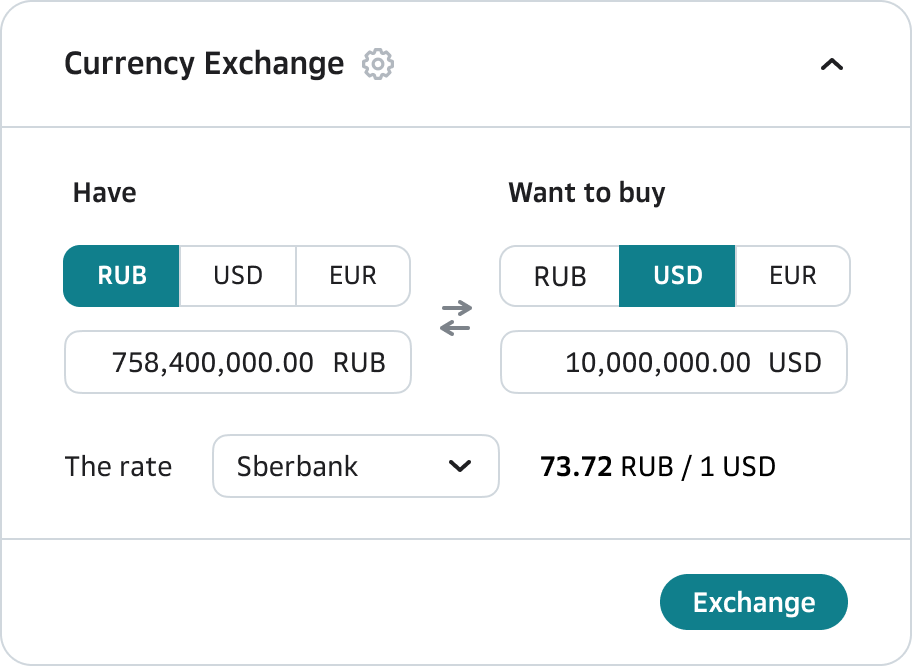 Currency Exchange
Have
Want to buy
RUB USD EUR
RUB USD EUR
758,400,000.00 RUB
10,000,000.00 USD
The rate Sberbank 73.72 RUB / 1 USD
Exchange